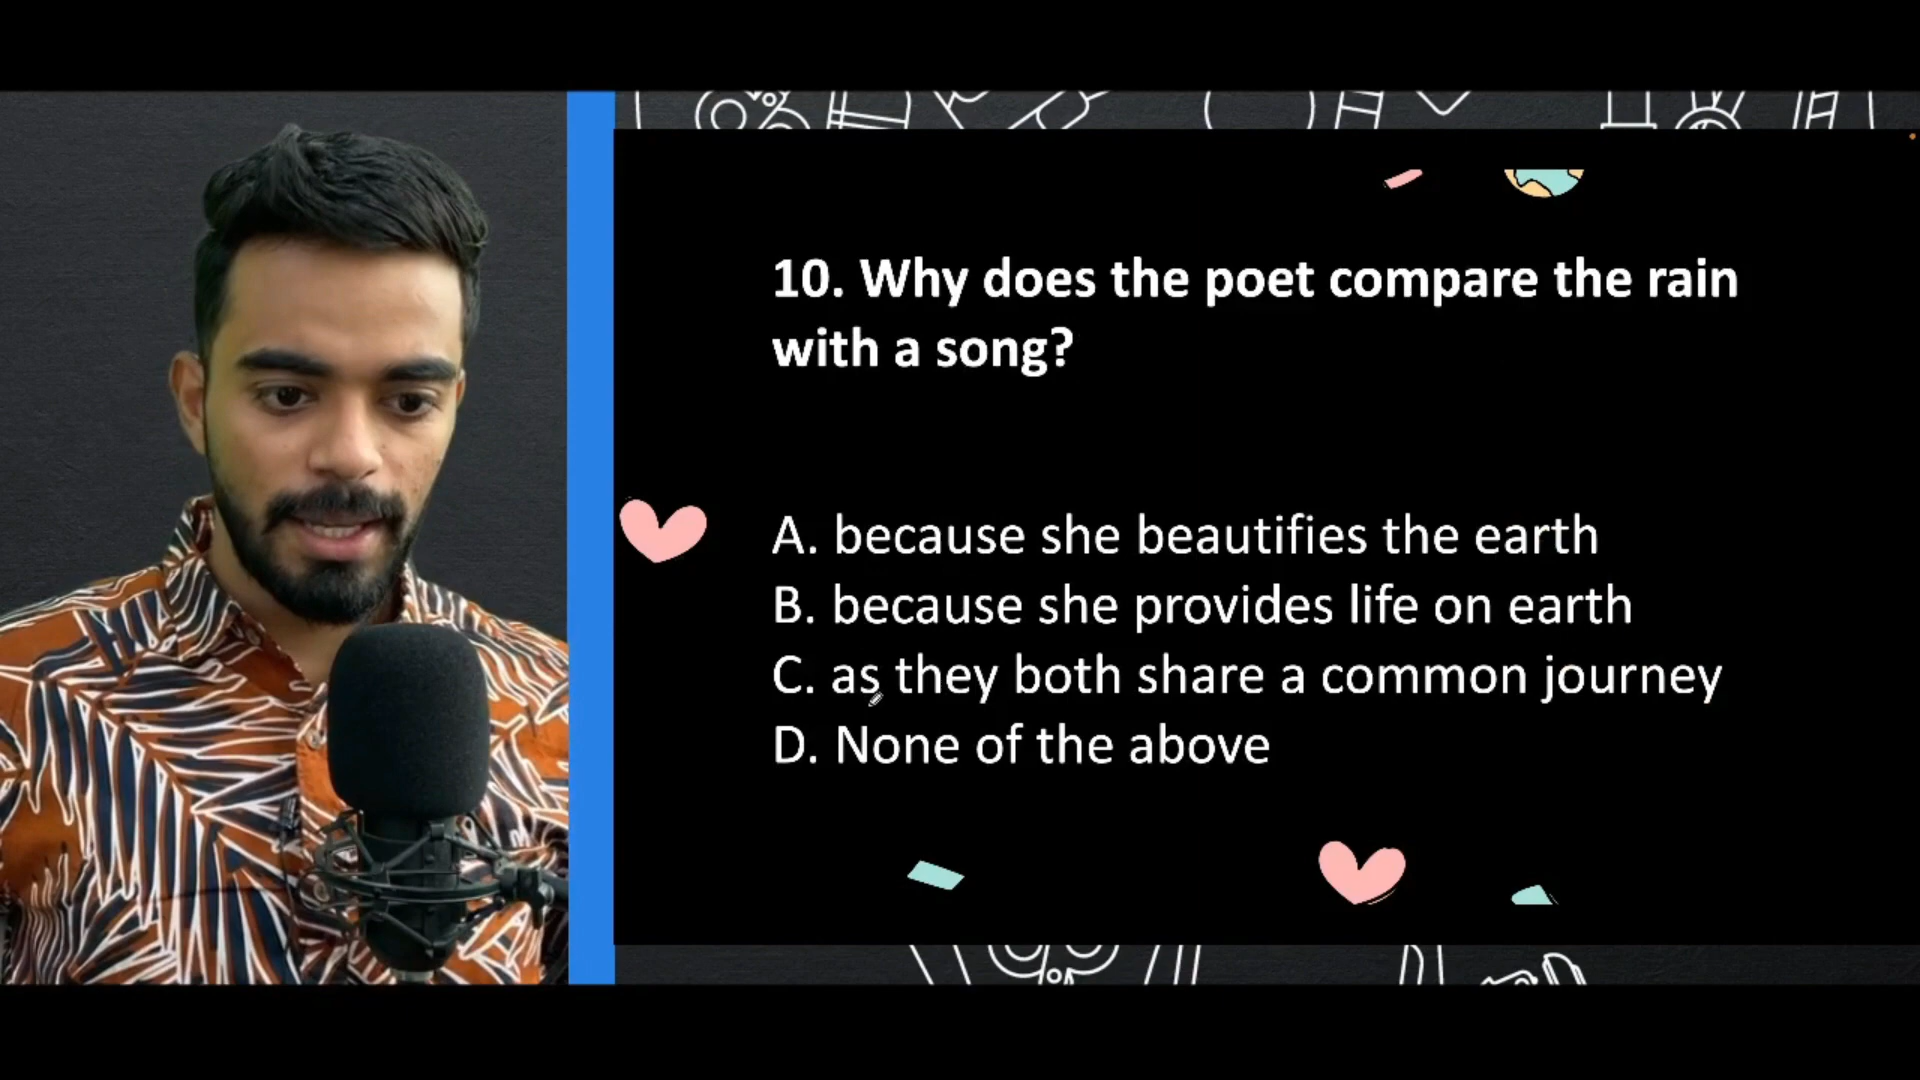 10. Why does the poet compare the rain
with a song?
A. because she beautifies the earth
B. because she provides life on earth
C. as they both share a common journey
D. None of the above